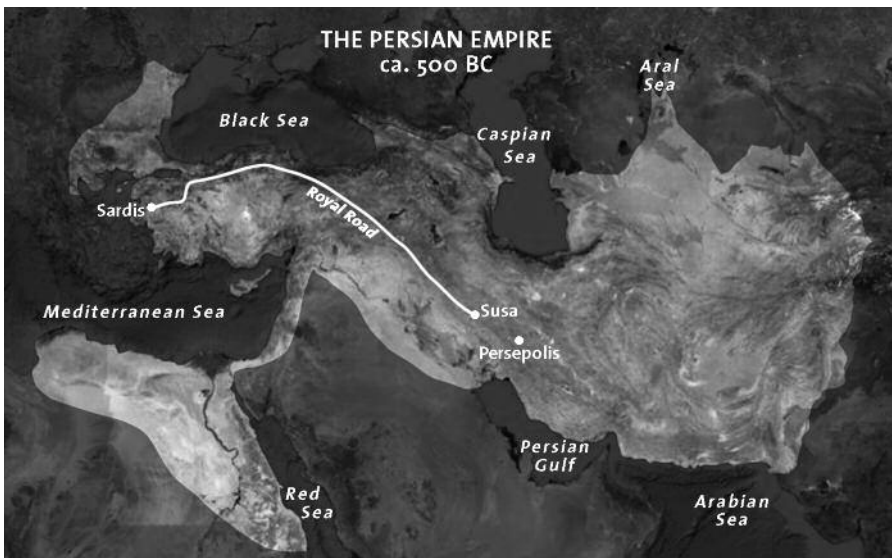 THE PERSIAN EMPIRE
ca. 500 BC
Aral
Sea
Black Sea
Caspian
Sea
Sardis
Royal Road
Mediterranean Sea
Susa
Persepolis
Persian
Gulf
Red
Sea
Arabian
Sea